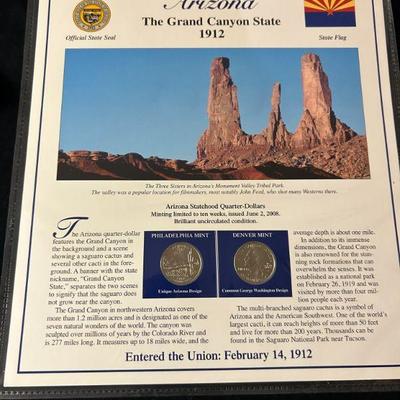 Arizona
The Grand Canyon State
1912
Official State Seal
State Flag
The Three Sisters in Arizona's Monument Valley Tribal Park.
The valley was a popular location for filmmakers, most notably John Ford, who shot many Westerns there.
Arizona Statehood Quarter-Dollars
Minting limited to ten weeks, issued June 2, 2008.
Brilliant uncirculated condition.
The Arizona quarter-dollar
features the Grand Canyon in
the background and a scene
showing a saguaro cactus and
several other cacti in the fore-
ground. A banner with the state
nickname, "Grand Canyon
State," separates the two scenes
to signify that the saguaro does
not grow near the canyon.
The Grand Canyon in northwestern Arizona covers
more than 1.2 million acres and is designated as one of the
seven natural wonders of the world. The canyon was
sculpted over millions of years by the Colorado River and
is 277 miles long. It measures up to 18 miles wide, and the
PHILADELPHIA MINT
Unique Arizona Design
DENVER MINT
Common George Washington Design
average depth is about one mile.
In addition to its immense
dimensions, the Grand Canyon
is also renowned for the stun-
ning rock formations that can
overwhelm the senses. It was
established as a national park
on February 26, 1919 and was
visited by more than four mil-
lion people each year.
The multi-branched saguaro cactus is a symbol of
Arizona and the American Southwest. One of the world's
largest cacti, it can reach heights of more than 50 feet
and live for more than 200 years. Thousands can be
found in the Saguaro National Park near Tucson.
Entered the Union: February 14, 1912